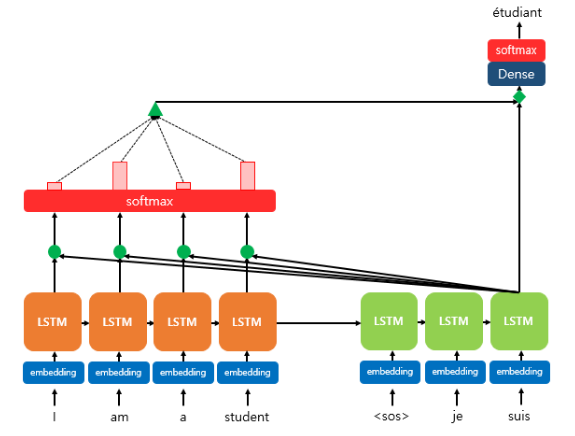 étudiant
softmax
Dense
softmax
LSTM LSTM LSTM LSTM LSTM LSTM LSTM
embedding embedding embedding embedding embedding embedding embedding
I am a student <sos> je suis